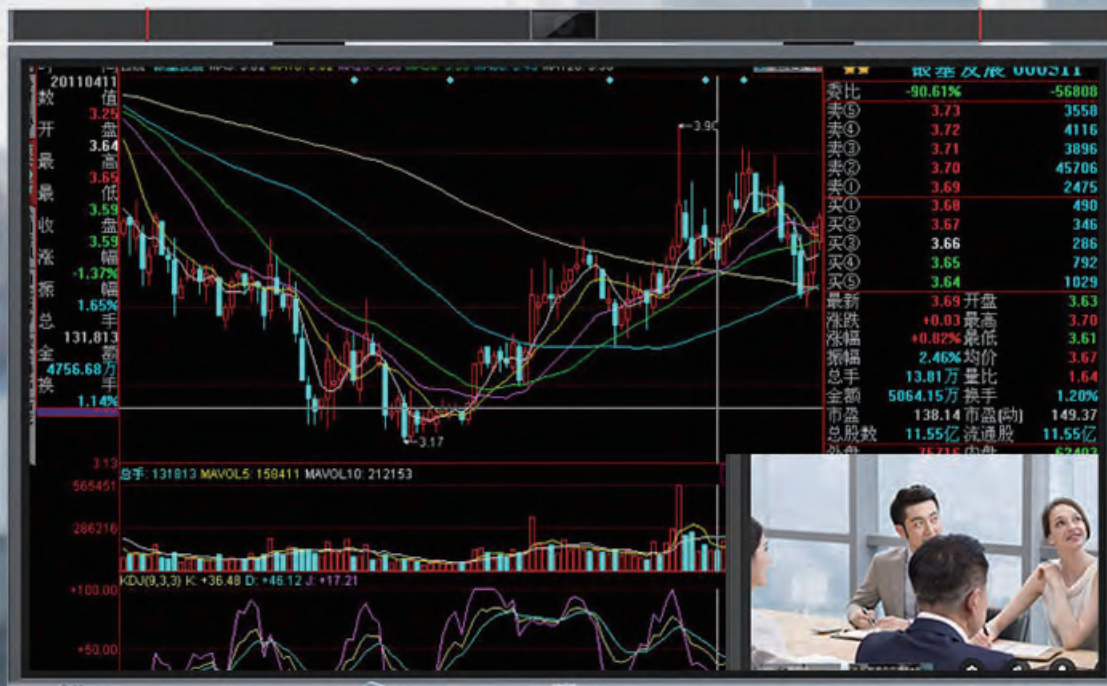 银基发展 000511
20110411
数 值
3.25
开 盘
3.64
最 高
3.65
最 低
3.59
收 盘
3.59
涨 幅
-1.37%
振 幅
1.65%
总 手
131,813
金 额
4756.68万
换 手
1.14%
3.13
565451
286216
+100.00
+50.00
3.90
3.17
总手: 131813 MAVOL5: 158411 MAVOL10: 212153
KDJ(9,3,3) K: +36.48 D: +46.12 J: +17.21
委比 -90.61% -56808
卖⑤ 3.73 3558
卖④ 3.72 4116
卖③ 3.71 3896
卖② 3.70 45706
卖① 3.69 2475
买① 3.68 490
买② 3.67 346
买③ 3.66 286
买④ 3.65 792
买⑤ 3.64 1029
最新 3.69 开盘 3.63
涨跌 +0.03 最高 3.70
涨幅 +0.82% 最低 3.61
振幅 2.46% 均价 3.67
总手 13.81万 量比 1.64
金额 5064.15万 换手 1.20%
市盈 138.14 市盈(动) 149.37
总股数 11.55亿 流通股 11.55亿